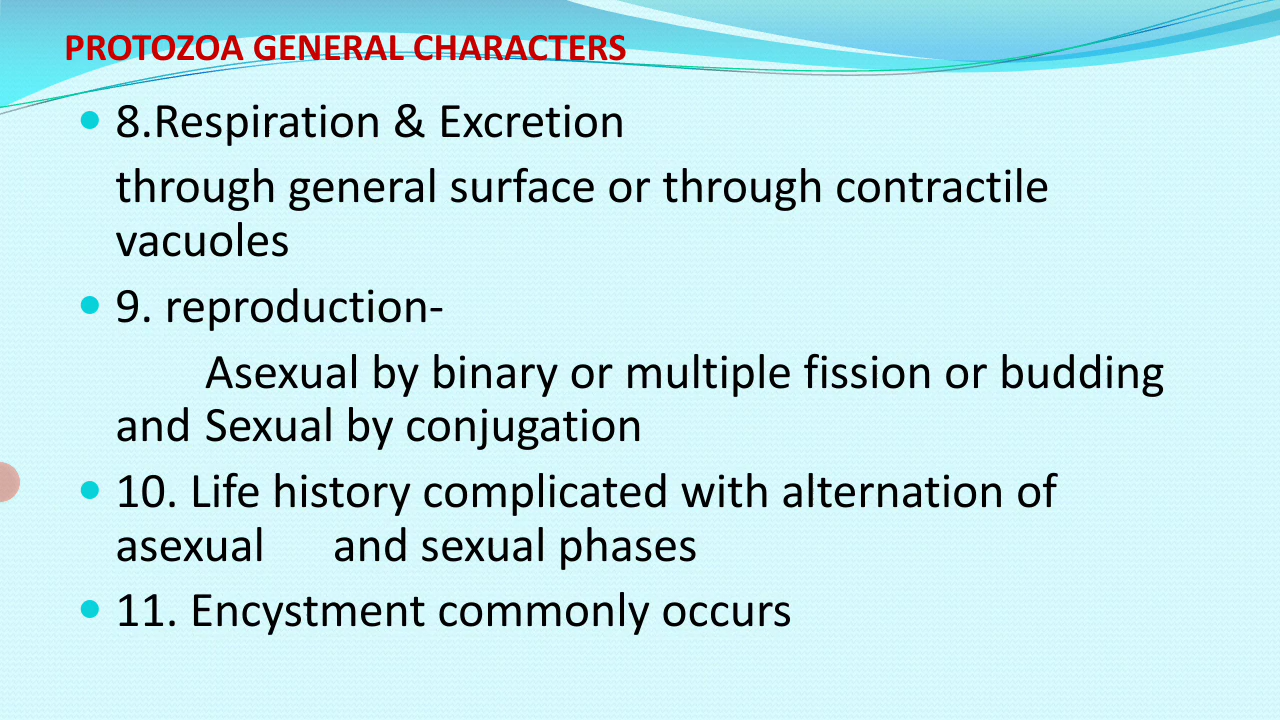 PROTOZOA GENERAL CHARACTERS
8.Respiration & Excretion
through general surface or through contractile
vacuoles
9. reproduction-
Asexual by binary or multiple fission or budding
and Sexual by conjugation
10. Life history complicated with alternation of
asexual and sexual phases
11. Encystment commonly occurs